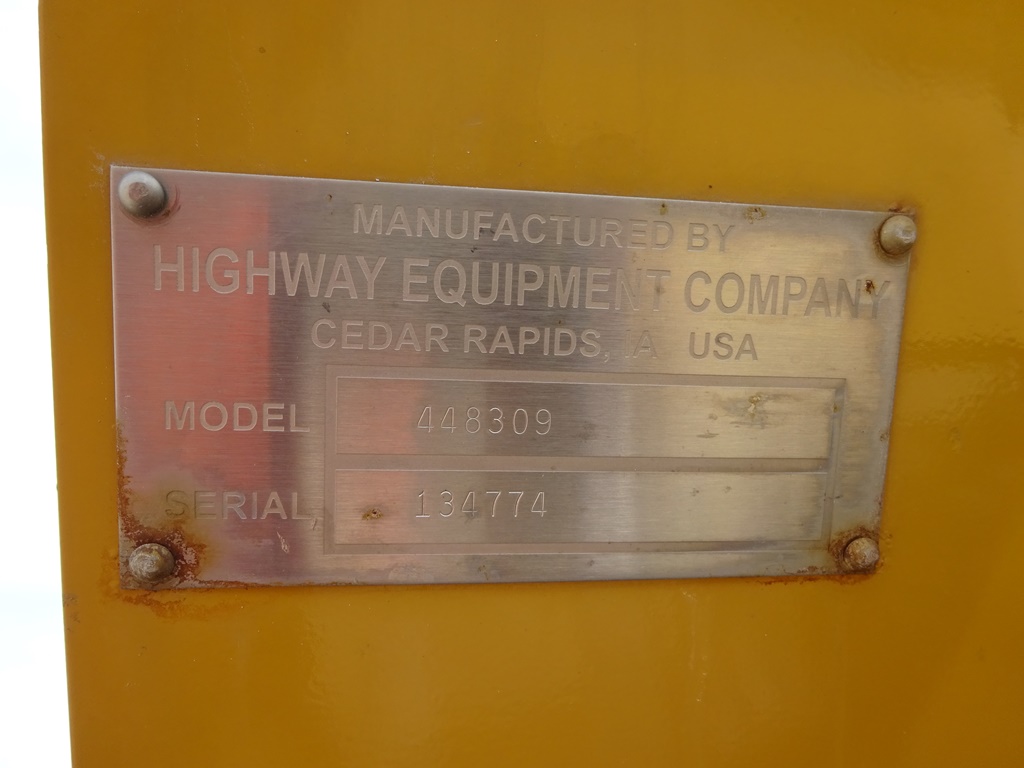 MANUFACTURED BY
HIGHWAY EQUIPMENT COMPANY
CEDAR RAPIDS, IA USA
MODEL 448309
SERIAL 134774